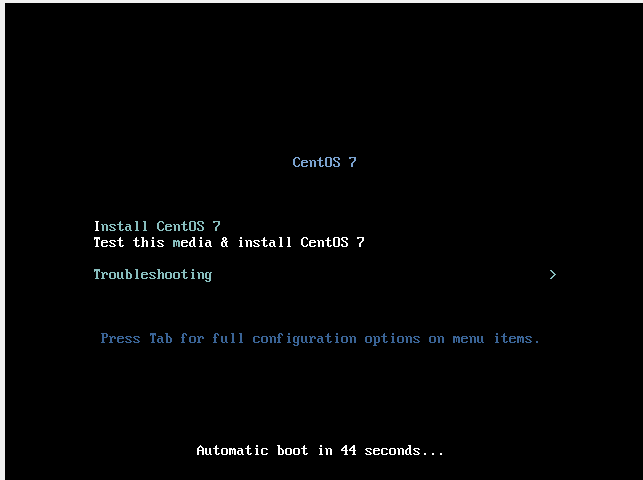 CentOS 7
Install CentOS 7
Test this media & install CentOS 7
Troubleshooting >
Press Tab for full configuration options on menu items.
Automatic boot in 44 seconds...